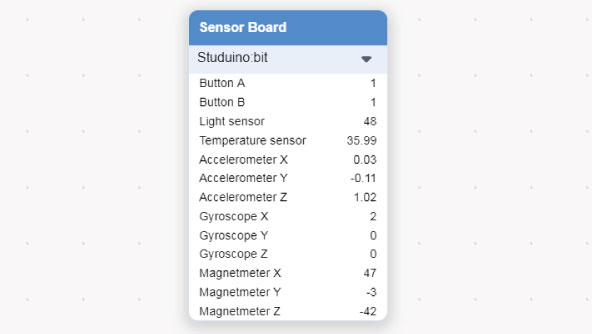 Sensor Board
Studuino:bit
Button A 1
Button B 1
Light sensor 48
Temperature sensor 35.99
Accelerometer X 0.03
Accelerometer Y -0.11
Accelerometer Z 1.02
Gyroscope X 2
Gyroscope Y 0
Gyroscope Z 0
Magnetmeter X 47
Magnetmeter Y -3
Magnetmeter Z -42